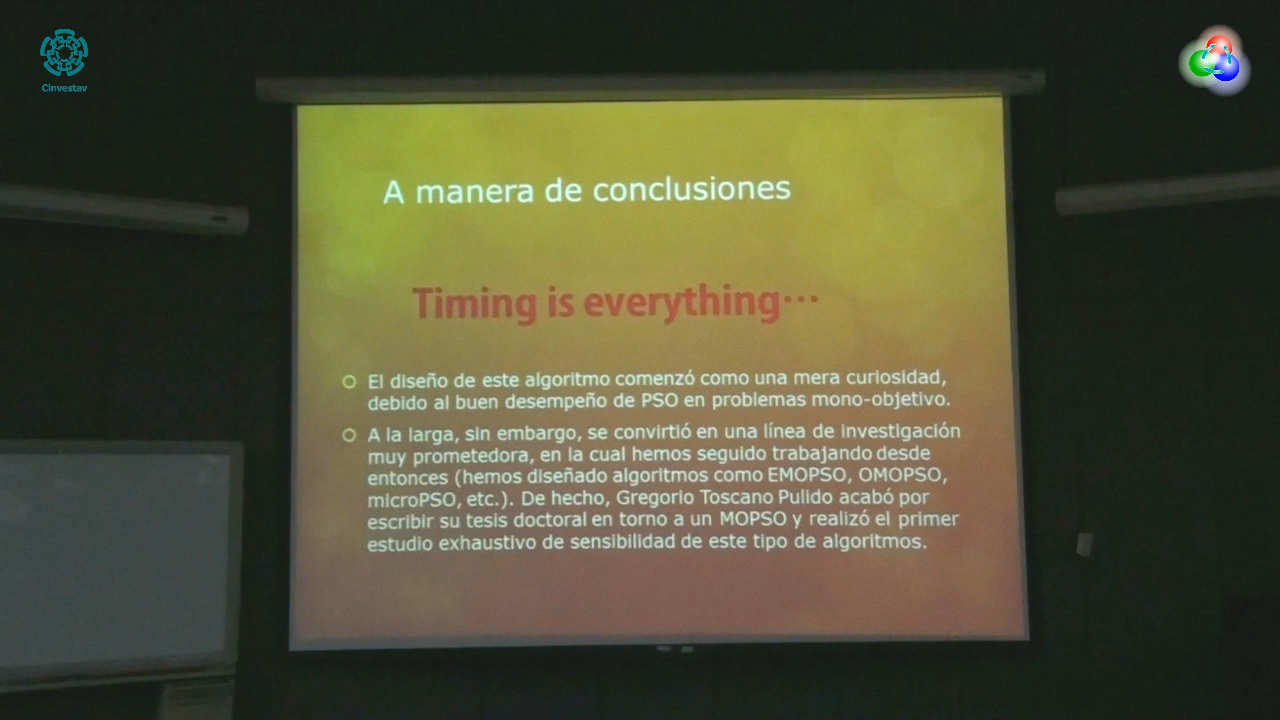 Cinvestav
A manera de conclusiones
Timing is everything...
El diseño de este algoritmo comenzó como una mera curiosidad,
debido al buen desempeño de PSO en problemas mono-objetivo.
A la larga, sin embargo, se convirtió en una línea de investigación
muy prometedora, en la cual hemos seguido trabajando desde
entonces (hemos diseñado algoritmos como EMOPSO, OMOPSO,
microPSO, etc.). De hecho, Gregorio Toscano Pulido acabó por
escribir su tesis doctoral en torno a un MOPSO y realizó el primer
estudio exhaustivo de sensibilidad de este tipo de algoritmos.